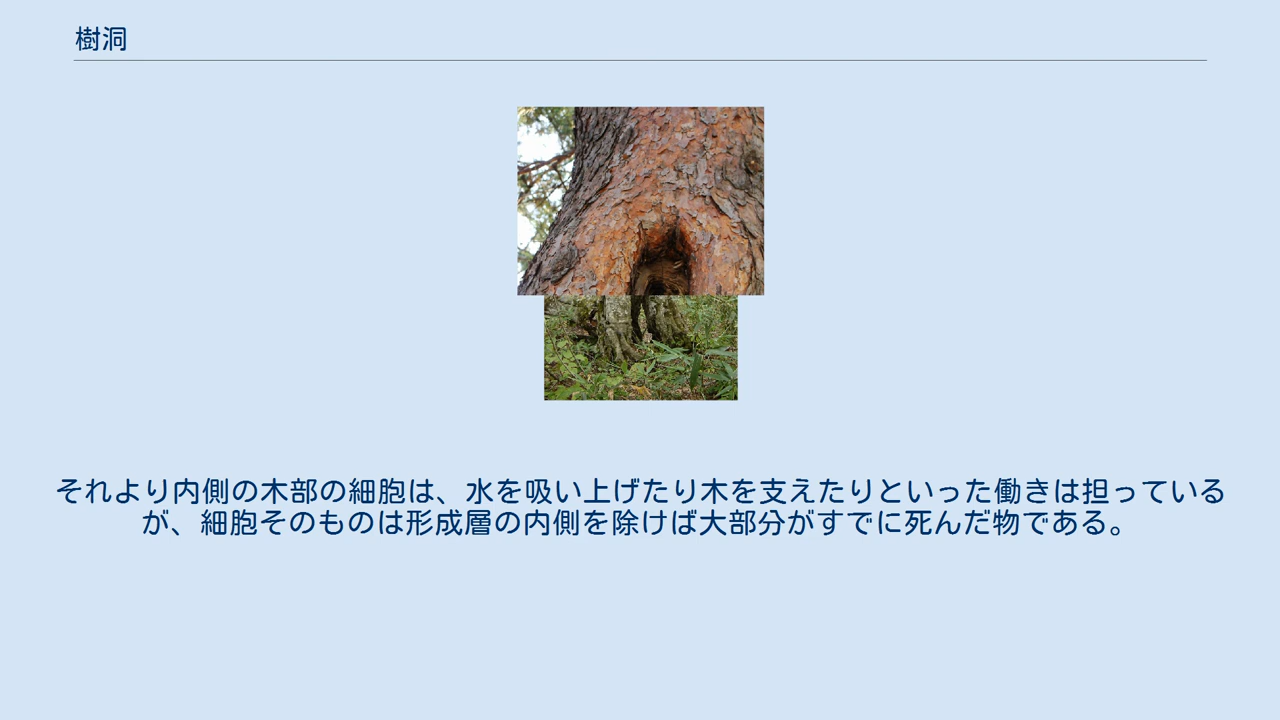 樹洞
それより内側の木部の細胞は、水を吸い上げたり木を支えたりといった働きは担っている
が、細胞そのものは形成層の内側を除けば大部分がすでに死んだ物である。